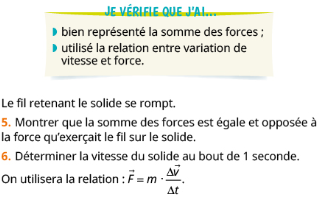 JE VÉRIFIE QUE J'AI...
bien représenté la somme des forces ;
utilisé la relation entre variation de
vitesse et force.
Le fil retenant le solide se rompt.
5. Montrer que la somme des forces est égale et opposée à
la force qu'exerçait le fil sur le solide.
6. Déterminer la vitesse du solide au bout de 1 seconde.
On utilisera la relation : F⃗ = m · Δv⃗ / Δt.